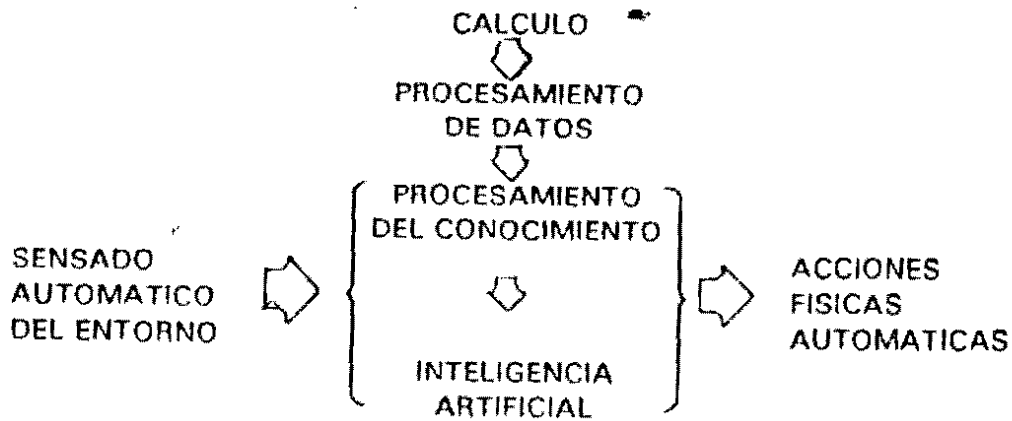 CALCULO
PROCESAMIENTO
DE DATOS
PROCESAMIENTO
DEL CONOCIMIENTO
SENSADO
AUTOMATICO
DEL ENTORNO
ACCIONES
FISICAS
AUTOMATICAS
INTELIGENCIA
ARTIFICIAL